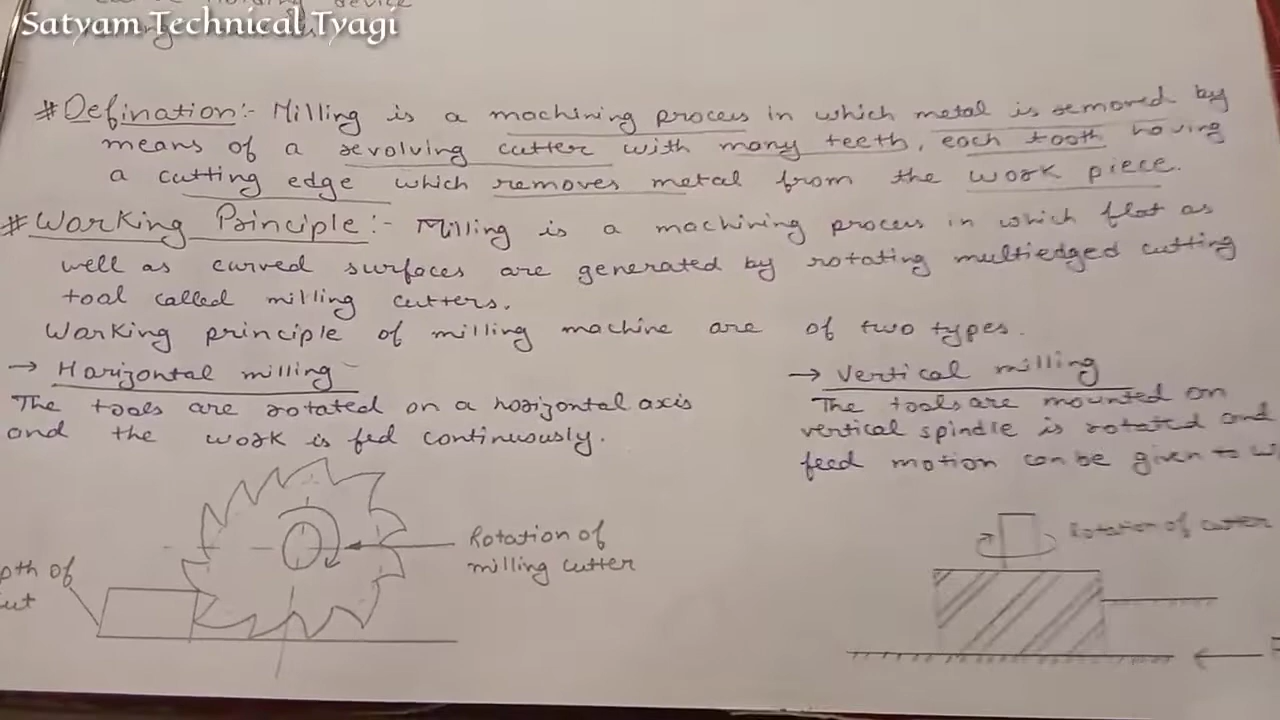 holding device
Satyam Technical Tyagi
#Defination:- Milling is a machining process in which metal is removed by
means of a revolving cutter with many teeth, each tooth having
a cutting edge which removes metal from the work piece.
#Working Principle:- Milling is a machining process in which flat as
well as curved surfaces are generated by rotating multiedged cutting
tool called milling cutters.
Working principle of milling machine are of two types.
→ Horizontal milling
The tools are rotated on a horizontal axis
and the work is fed continuously.
Rotation of
milling cutter
pth of
ut
→ Vertical milling
The tools are mounted on
vertical spindle is rotated and
feed motion can be given to w
Rotation of cutter